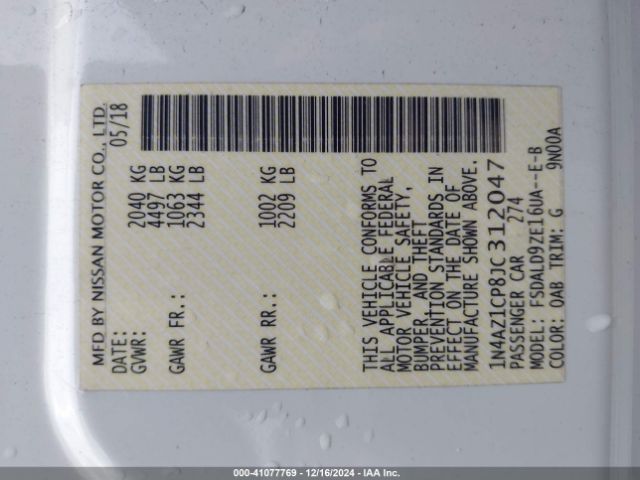 MFD BY NISSAN MOTOR CO., LTD.
DATE: 05/18
GVWR: 2040 KG
4497 LB
GAWR FR.: 1063 KG
2344 LB
GAWR RR.: 1002 KG
2209 LB
THIS VEHICLE CONFORMS TO
ALL APPLICABLE FEDERAL
MOTOR VEHICLE SAFETY,
BUMPER, AND THEFT
PREVENTION STANDARDS IN
EFFECT ON THE DATE OF
MANUFACTURE SHOWN ABOVE.
1N4AZ1CP8JC312047
PASSENGER CAR 274
MODEL: FSDALD9ZE16UA--E-B
COLOR: QAB TRIM: G 9N00A
000-41077769 - 12/16/2024 - IAA Inc.